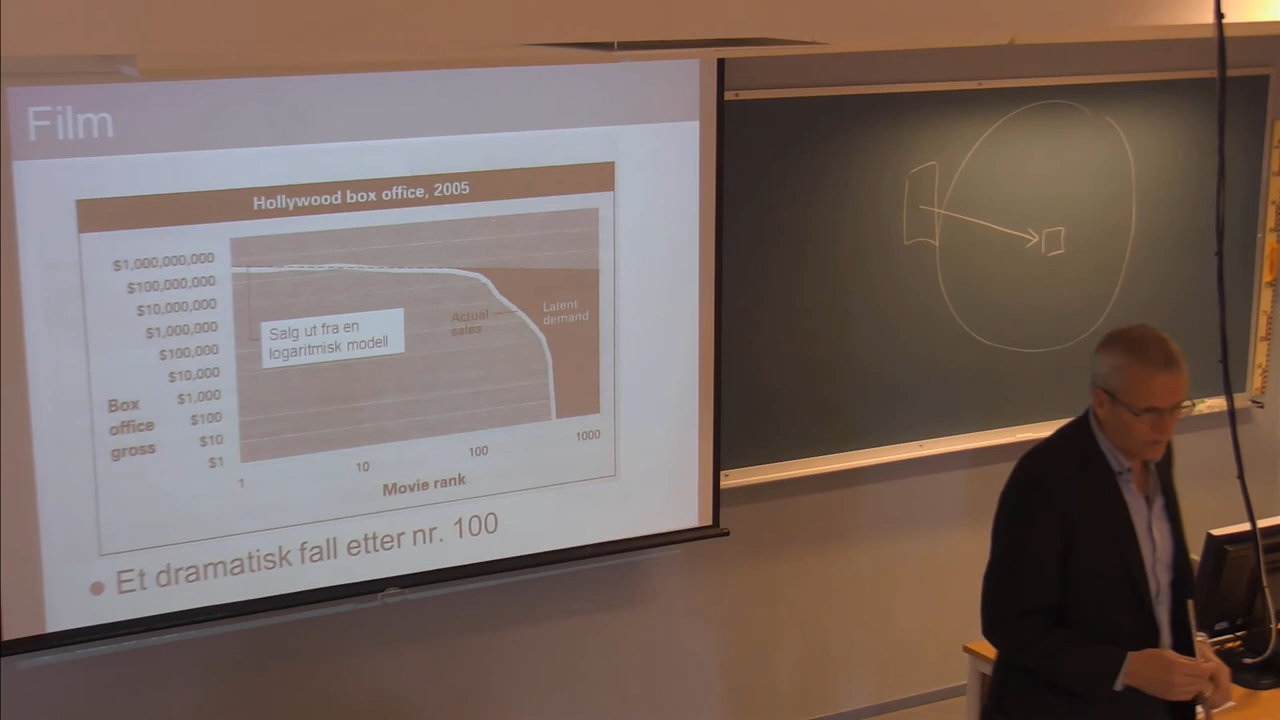 Film
Hollywood box office, 2005
$1,000,000,000
$100,000,000
$10,000,000
$1,000,000
$100,000
$10,000
$1,000
$100
$10
$1
Box
office
gross
Salg ut fra en
logaritmisk modell
Actual
sales
Latent
demand
1
10
100
1000
Movie rank
• Et dramatisk fall etter nr. 100